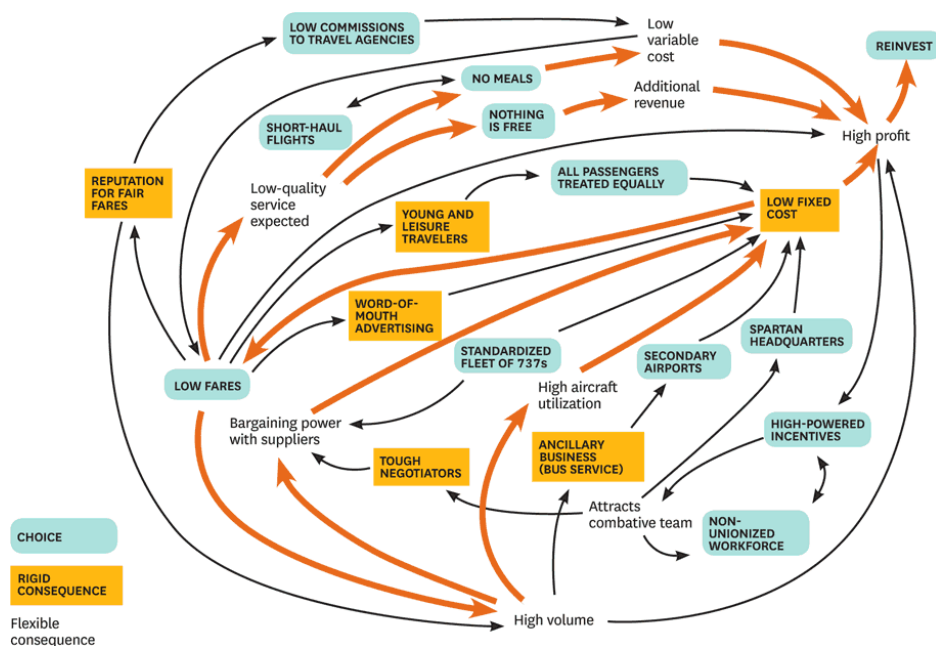 LOW COMMISSIONS
TO TRAVEL AGENCIES
Low
variable
cost
REINVEST
NO MEALS
Additional
revenue
NOTHING
IS FREE
SHORT-HAUL
FLIGHTS
High profit
REPUTATION
FOR FAIR
FARES
Low-quality
service
expected
ALL PASSENGERS
TREATED EQUALLY
YOUNG AND
LEISURE
TRAVELERS
LOW FIXED
COST
WORD-OF-
MOUTH
ADVERTISING
STANDARDIZED
FLEET OF 737s
SECONDARY
AIRPORTS
SPARTAN
HEADQUARTERS
LOW FARES
High aircraft
utilization
Bargaining power
with suppliers
HIGH-POWERED
INCENTIVES
TOUGH
NEGOTIATORS
ANCILLARY
BUSINESS
(BUS SERVICE)
Attracts
combative team
NON-
UNIONIZED
WORKFORCE
CHOICE
RIGID
CONSEQUENCE
Flexible
consequence
High volume